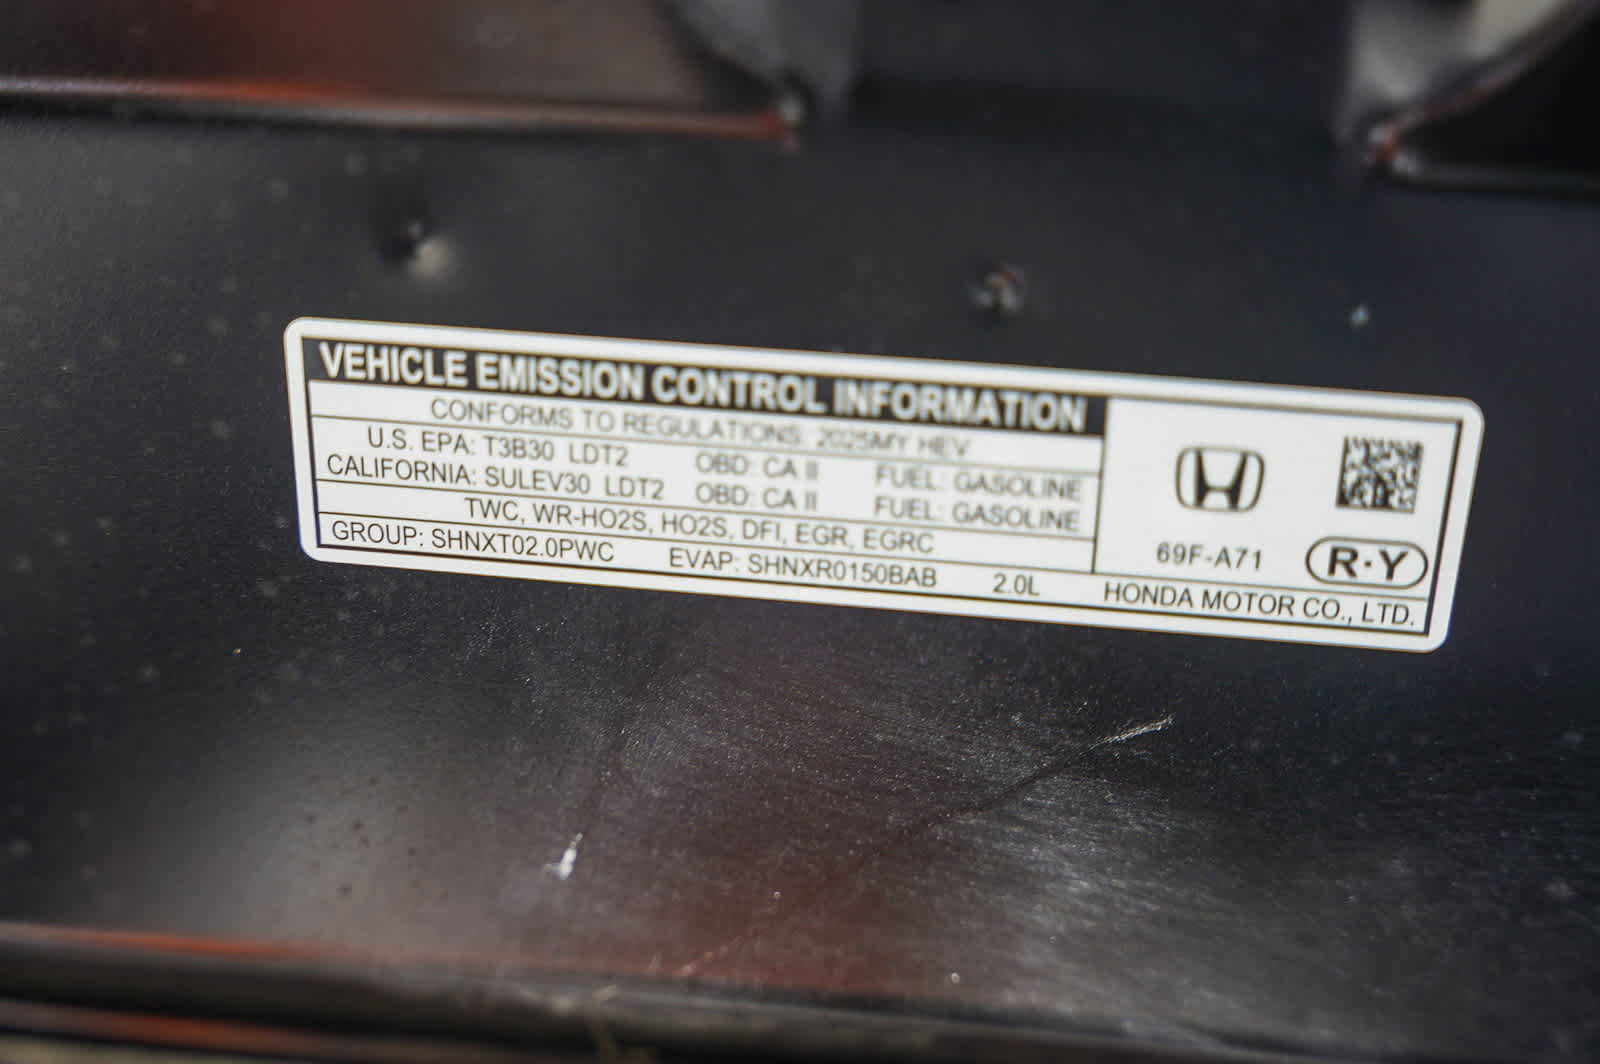 VEHICLE EMISSION CONTROL INFORMATION
CONFORMS TO REGULATIONS: 2025MY HEV
U.S. EPA: T3B30 LDT2 OBD: CA II FUEL: GASOLINE
CALIFORNIA: SULEV30 LDT2 OBD: CA II FUEL: GASOLINE
TWC, WR-HO2S, HO2S, DFI, EGR, EGRC
GROUP: SHNXT02.0PWC EVAP: SHNXR0150BAB 2.0L
69F-A71 R·Y
HONDA MOTOR CO., LTD.